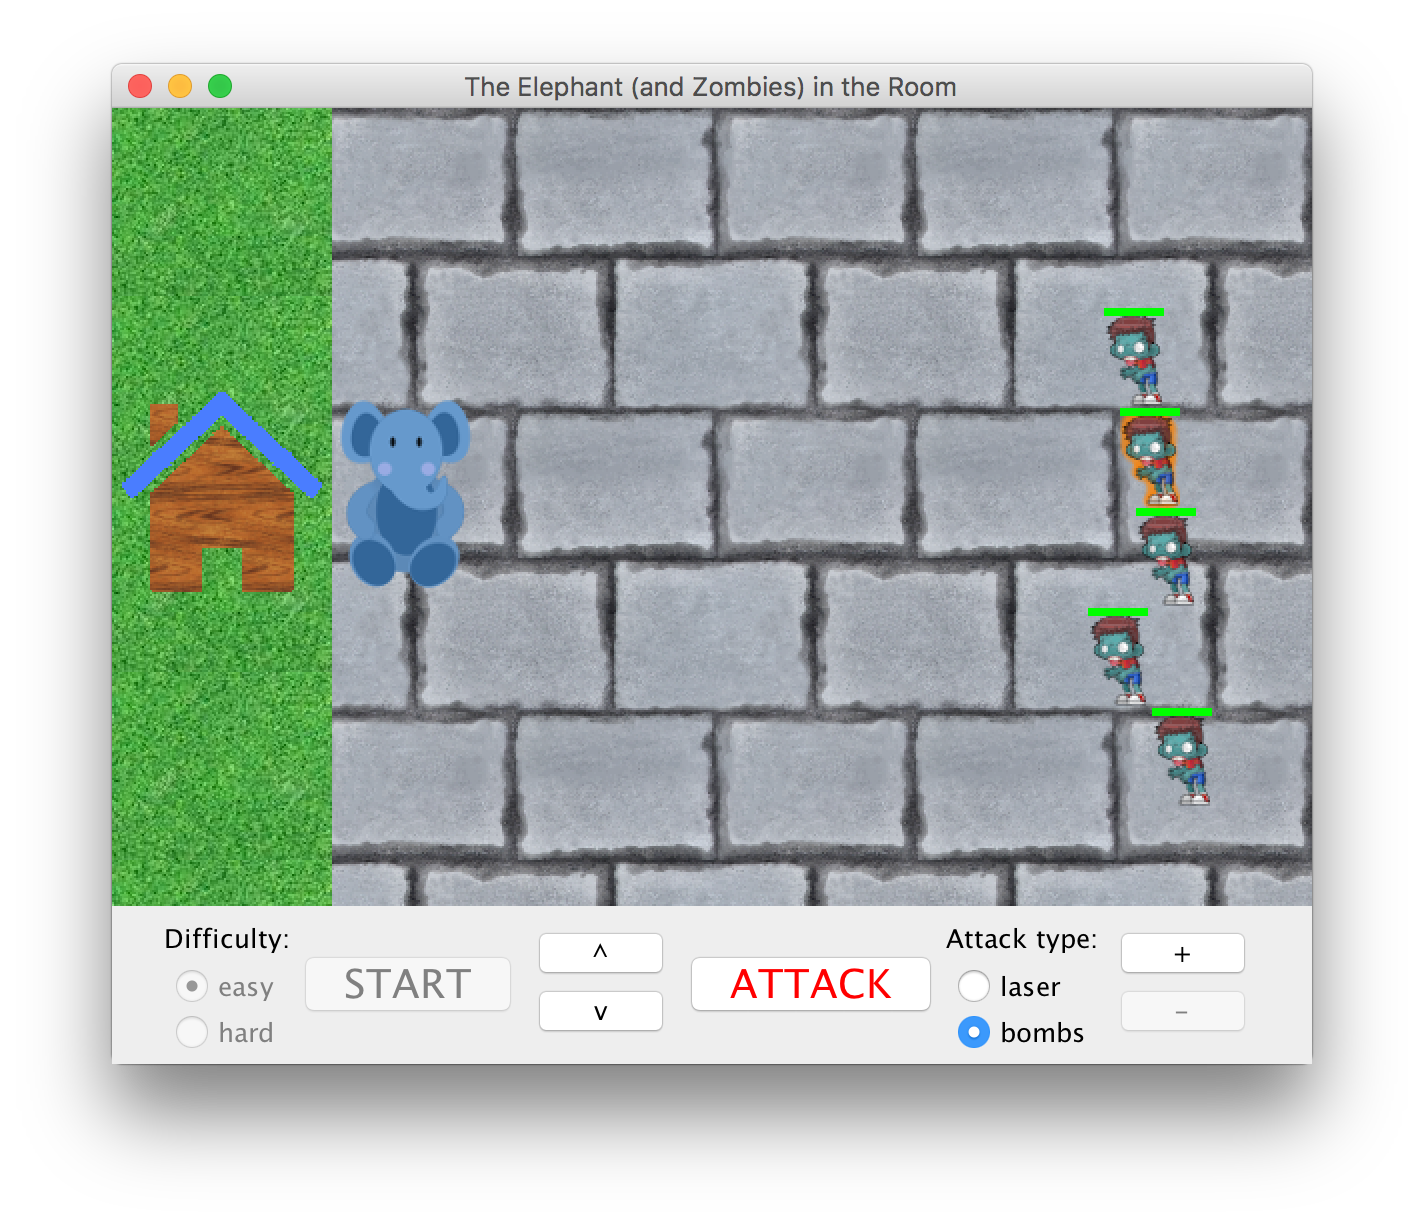 The Elephant (and Zombies) in the Room
Difficulty:
easy
hard
START
^
v
ATTACK
Attack type:
laser
bombs
+
–